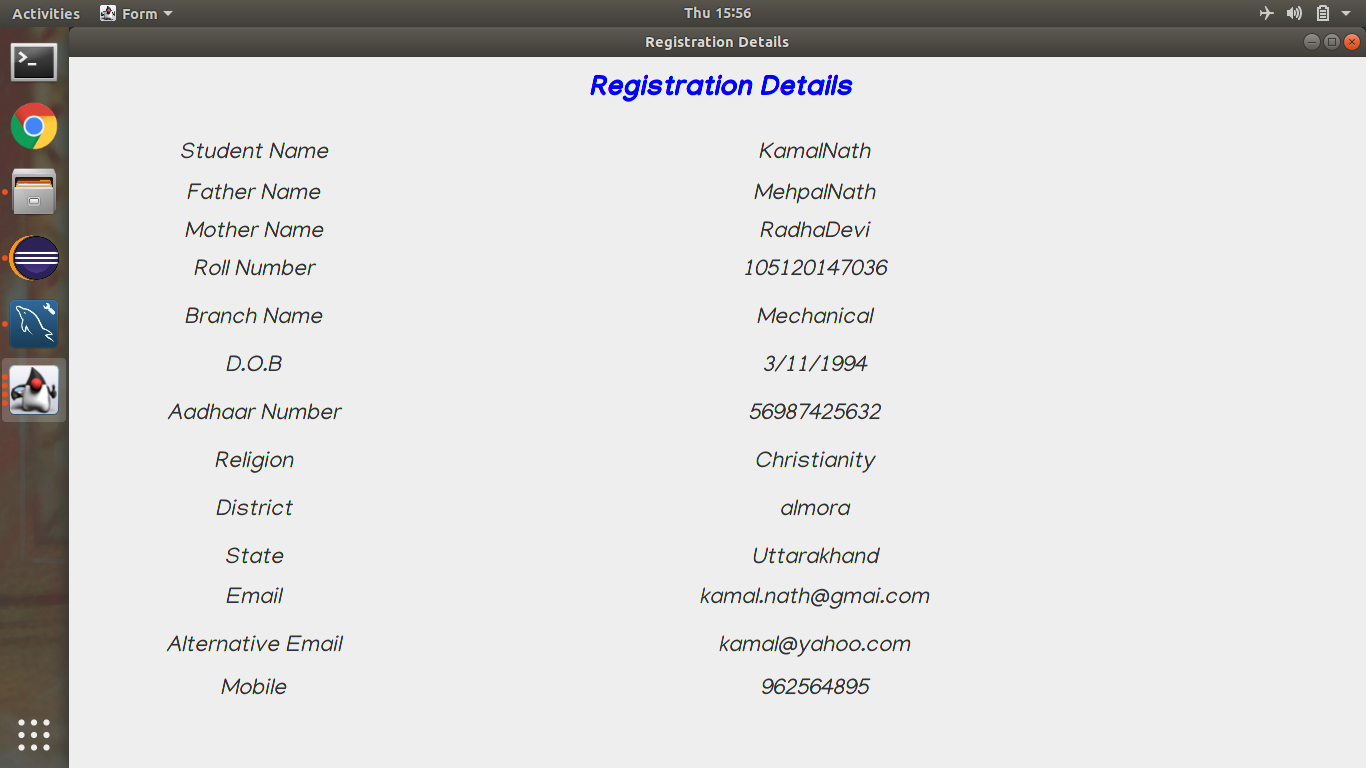 Activities Form Thu 15:56
Registration Details
Registration Details
Student Name KamalNath
Father Name MehpalNath
Mother Name RadhaDevi
Roll Number 105120147036
Branch Name Mechanical
D.O.B 3/11/1994
Aadhaar Number 56987425632
Religion Christianity
District almora
State Uttarakhand
Email kamal.nath@gmai.com
Alternative Email kamal@yahoo.com
Mobile 962564895